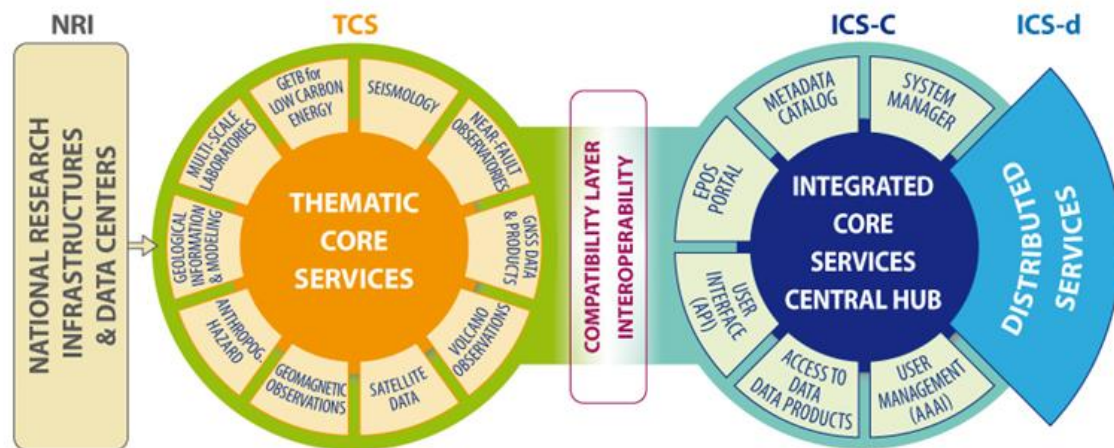 NRI
NATIONAL RESEARCH
INFRASTRUCTURES
& DATA CENTERS
TCS
THEMATIC
CORE
SERVICES
SEISMOLOGY
NEAR-FAULT
OBSERVATORIES
GNSS DATA
& PRODUCTS
VOLCANO
OBSERVATIONS
SATELLITE
DATA
GEOMAGNETIC
OBSERVATIONS
ANTHROPOG.
HAZARD
GEOLOGICAL
INFORMATION
& MODELING
MULTI-SCALE
LABORATORIES
GETB for
LOW CARBON
ENERGY
COMPATIBILITY LAYER
INTEROPERABILITY
ICS-C
INTEGRATED
CORE
SERVICES
CENTRAL HUB
METADATA
CATALOG
SYSTEM
MANAGER
EPOS
PORTAL
USER
INTERFACE
(API)
ACCESS TO
DATA
DATA PRODUCTS
USER
MANAGEMENT
(AAAI)
ICS-d
DISTRIBUTED
SERVICES